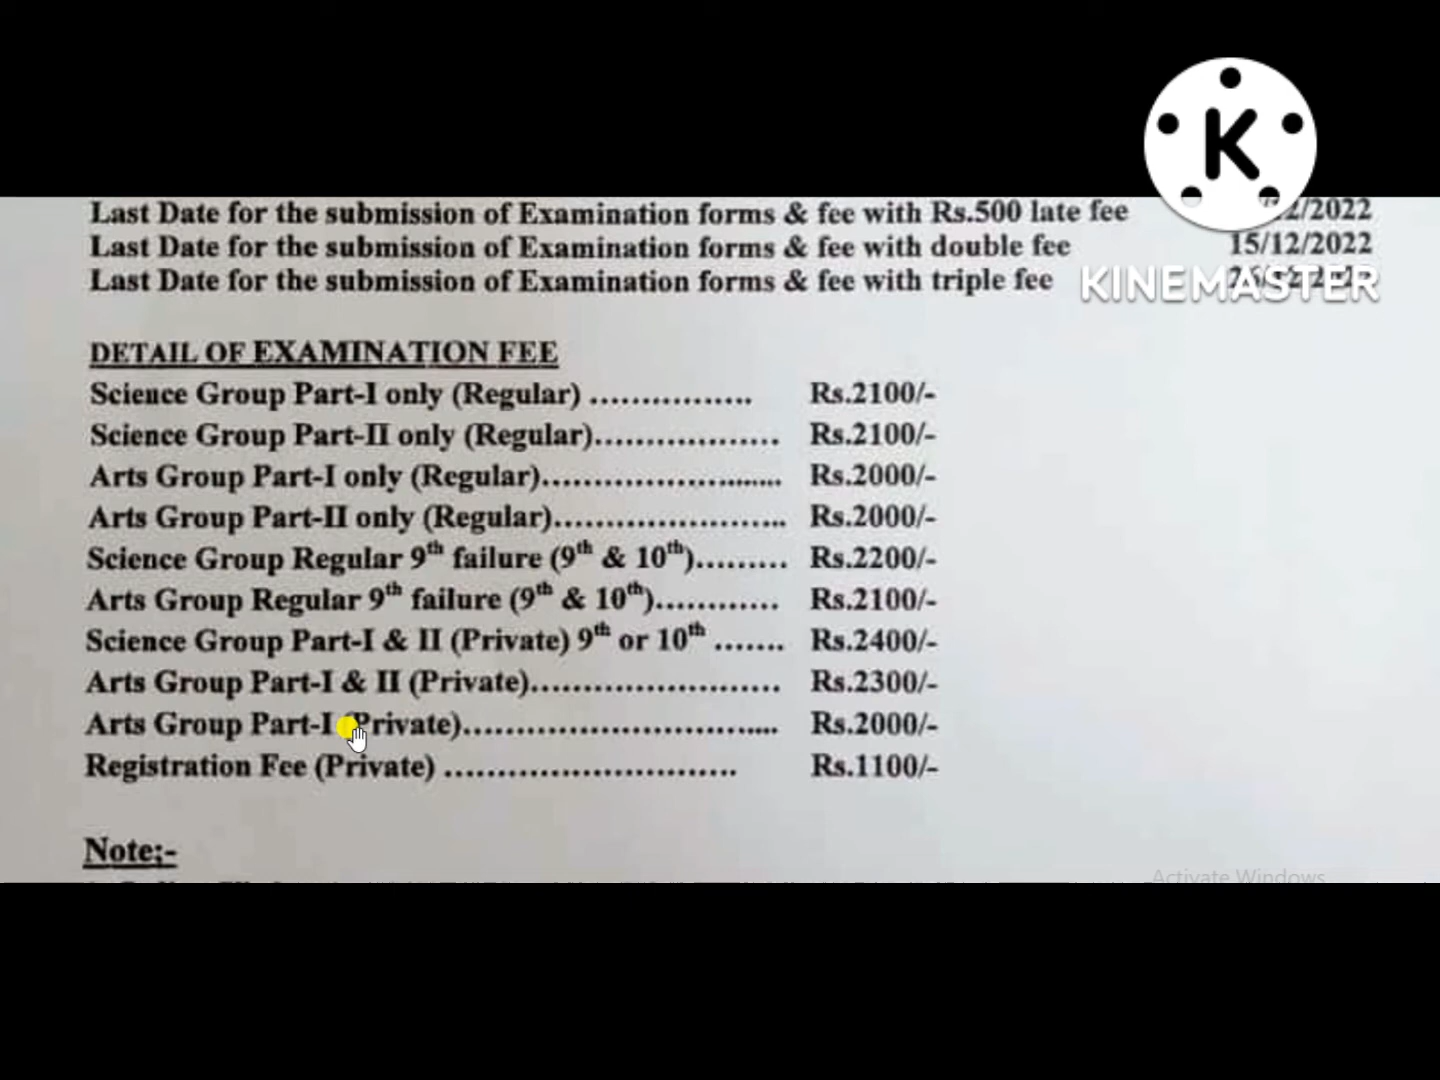 Last Date for the submission of Examination forms & fee with Rs.500 late fee /2022
Last Date for the submission of Examination forms & fee with double fee 15/12/2022
Last Date for the submission of Examination forms & fee with triple fee
KINEMASTER
DETAIL OF EXAMINATION FEE
Science Group Part-I only (Regular) ................ Rs.2100/-
Science Group Part-II only (Regular).................. Rs.2100/-
Arts Group Part-I only (Regular)........................... Rs.2000/-
Arts Group Part-II only (Regular)........................ Rs.2000/-
Science Group Regular 9th failure (9th & 10th)......... Rs.2200/-
Arts Group Regular 9th failure (9th & 10th)............ Rs.2100/-
Science Group Part-I & II (Private) 9th or 10th ....... Rs.2400/-
Arts Group Part-I & II (Private)........................ Rs.2300/-
Arts Group Part-I (Private).............................. Rs.2000/-
Registration Fee (Private) ............................ Rs.1100/-
Note:-
Activate Windows